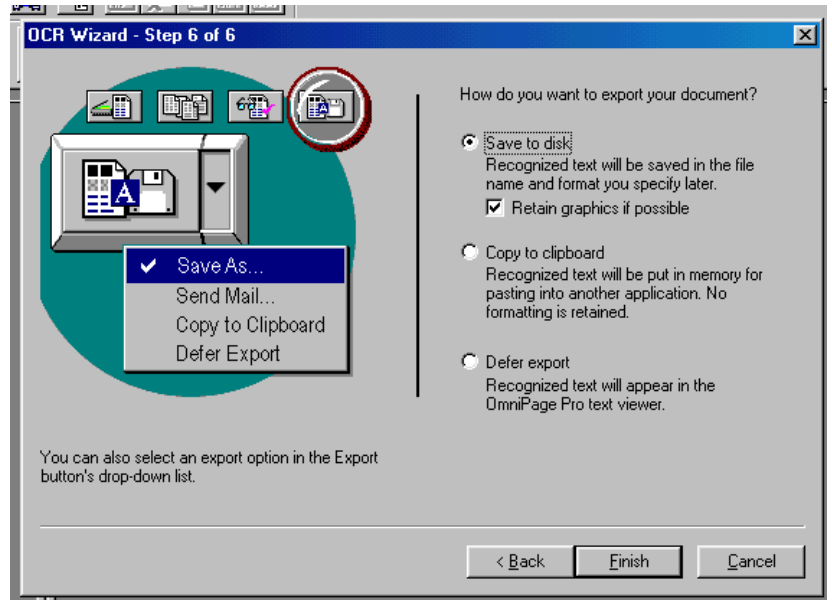 OCR Wizard - Step 6 of 6
How do you want to export your document?
Save to disk
Recognized text will be saved in the file
name and format you specify later.
Retain graphics if possible
Copy to clipboard
Recognized text will be put in memory for
pasting into another application. No
formatting is retained.
Defer export
Recognized text will appear in the
OmniPage Pro text viewer.
A
Save As...
Send Mail...
Copy to Clipboard
Defer Export
You can also select an export option in the Export
button's drop-down list.
< Back
Finish
Cancel